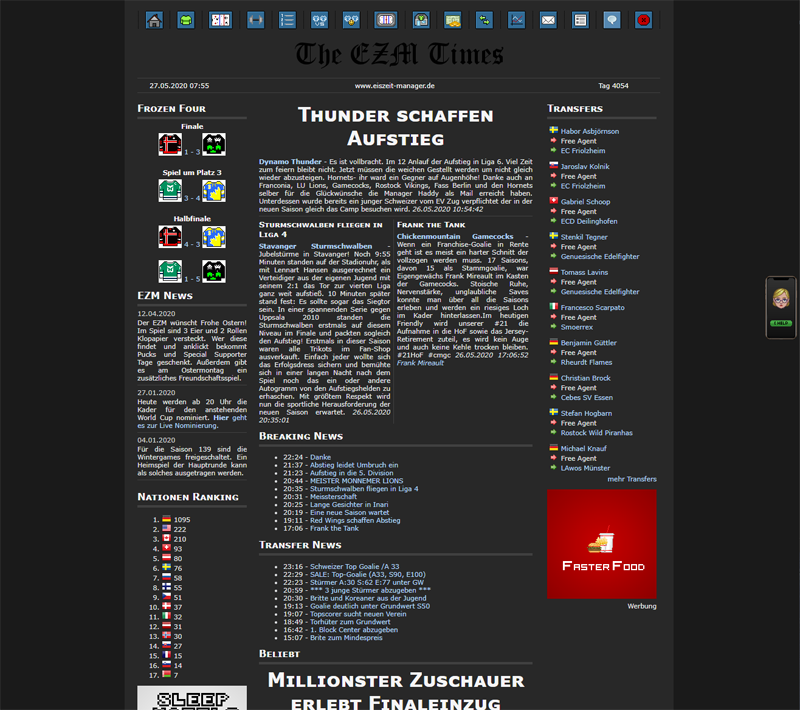 The EZM Times
27.05.2020 07:55
www.eiszeit-manager.de
Tag 4054
Frozen Four
Finale
1 - 3
Spiel um Platz 3
3 - 4
Halbfinale
4 - 3
1 - 5
EZM News
12.04.2020
Der EZM wünscht Frohe Ostern!
Im Spiel sind 3 Eier und 2 Rollen
Klopapier versteckt. Wer diese
findet und anklickt bekommt
Pucks und Special Supporter
Tage geschenkt. Außerdem gibt
es am Ostermontag ein
zusätzliches Freundschaftsspiel.
27.01.2020
Heute werden ab 20 Uhr die
Kader für den anstehenden
World Cup nominiert. Hier geht
es zur Live Nominierung.
04.01.2020
Für die Saison 139 sind die
Wintergames freigeschaltet. Ein
Heimspiel der Hauptrunde kann
als solches ausgetragen werden.
Nationen Ranking
1. 1095
2. 222
3. 210
4. 93
5. 80
6. 76
7. 58
8. 55
9. 51
10. 37
11. 32
12. 31
13. 30
14. 27
15. 15
16. 14
17. 7
Thunder schaffen
Aufstieg
Dynamo Thunder - Es ist vollbracht. Im 12 Anlauf der Aufstieg in Liga 6. Viel Zeit
zum feiern bleibt nicht. Jetzt müssen die weichen Gestellt werden um nicht gleich
wieder abzusteigen. Hornets- ihr ward ein Gegner auf Augenhöhe! Danke auch an
Franconia, LU Lions, Gamecocks, Rostock Vikings, Fass Berlin und den Hornets
selber für die Glückwünsche die Manager Haddy als Mail erreicht haben.
Unterdessen wurde bereits ein junger Schweizer vom EV Zug verpflichtet der in der
neuen Saison gleich das Camp besuchen wird. 26.05.2020 10:54:42
Sturmschwalben fliegen in
Liga 4
Stavanger Sturmschwalben -
Jubelstürme in Stavanger! Noch 9:55
Minuten standen auf der Stadionuhr, als
mit Lennart Hansen ausgerechnet ein
Verteidiger aus der eigenen Jugend mit
seinem 2:1 das Tor zur vierten Liga
ganz weit aufstieß. 10 Minuten später
stand fest: Es sollte sogar das Siegtor
sein. In einer spannenden Serie gegen
Uppsala 2010 standen die
Sturmschwalben erstmals auf diesem
Niveau im Finale und packten sogleich
den Aufstieg! Erstmals in dieser Saison
waren alle Trikots im Fan-Shop
ausverkauft. Einfach jeder wollte sich
das Erfolgsdress sichern und bemühte
sich in einer langen Nacht nach dem
Spiel noch das ein oder andere
Autogramm von den Aufstiegshelden zu
erhaschen. Mit größtem Respekt wird
nun die sportliche Herausforderung der
neuen Saison erwartet. 26.05.2020
20:35:01
Frank the Tank
Chickenmountain Gamecocks -
Wenn ein Franchise-Goalie in Rente
geht ist es meist ein harter Schritt der
vollzogen werden muss. 17 Saisons,
davon 15 als Stammgoalie, war
Eigengewächs Frank Mireault im Kasten
der Gamecocks. Stoische Ruhe,
Nervenstärke, unglaubliche Saves
konnte man über all die Saisons
erleben und werden ein riesiges Loch
im Kader hinterlassen.Im heutigen
Friendly wird unserer #21 die
Aufnahme in die HoF sowie das Jersey-
Retirement zuteil, es wird kein Auge
und auch keine Kehle trocken bleiben.
#21HoF #cmgc 26.05.2020 17:06:52
Frank Mireault
Breaking News
22:24 - Danke
21:37 - Abstieg leidet Umbruch ein
21:23 - Aufstieg in die 5. Division
20:44 - MEISTER MONNEMER LIONS
20:35 - Sturmschwalben fliegen in Liga 4
20:31 - Meissterschaft
20:25 - Lange Gesichter in Inari
20:19 - Eine neue Saison wartet
19:11 - Red Wings schaffen Abstieg
17:06 - Frank the Tank
Transfer News
23:16 - Schweizer Top Goalie /A 33
22:29 - SALE: Top-Goalie (A33, S90, E100)
22:23 - Stürmer A:30 S:62 E:77 unter GW
20:59 - *** 3 junge Stürmer abzugeben ***
20:30 - Britte und Koreaner aus der Jugend
19:13 - Goalie deutlich unter Grundwert S50
19:07 - Topscorer sucht neuen Verein
18:49 - Torhüter zum Grundwert
16:42 - 1. Block Center abzugeben
15:07 - Brite zum Mindespreis
Beliebt
Millionster Zuschauer
erlebt Finaleinzug
Transfers
Habor Asbjörnson
Free Agent
EC Friolzheim
Jaroslav Kolnik
Free Agent
EC Friolzheim
Gabriel Schoop
Free Agent
ECD Deilinghofen
Stenkil Tegner
Free Agent
Genuesische Edelfighter
Tomass Lavins
Free Agent
Genuesische Edelfighter
Francesco Scarpato
Free Agent
Smoerrex
Benjamin Güttler
Free Agent
Rheurdt Flames
Christian Brock
Free Agent
Cebes SV Essen
Stefan Hogbarn
Free Agent
Rostock Wild Piranhas
Michael Knauf
Free Agent
LAwos Münster
mehr Transfers
FasterFood
Werbung